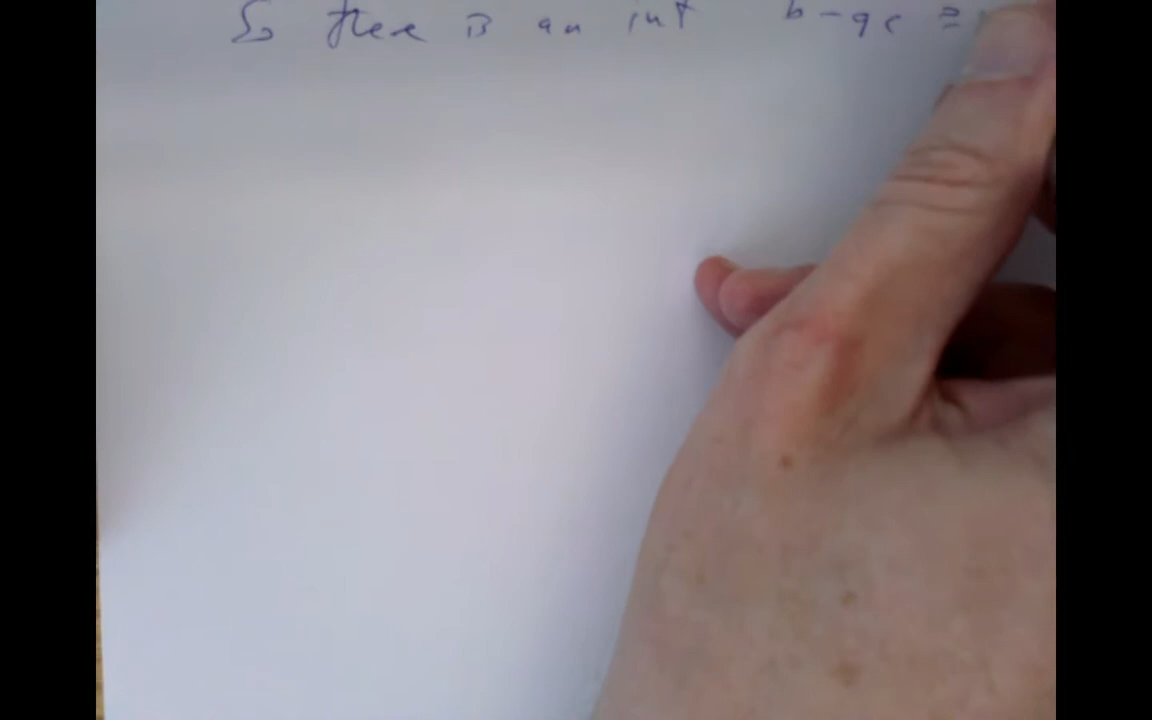 So there is an int b - qc ≥